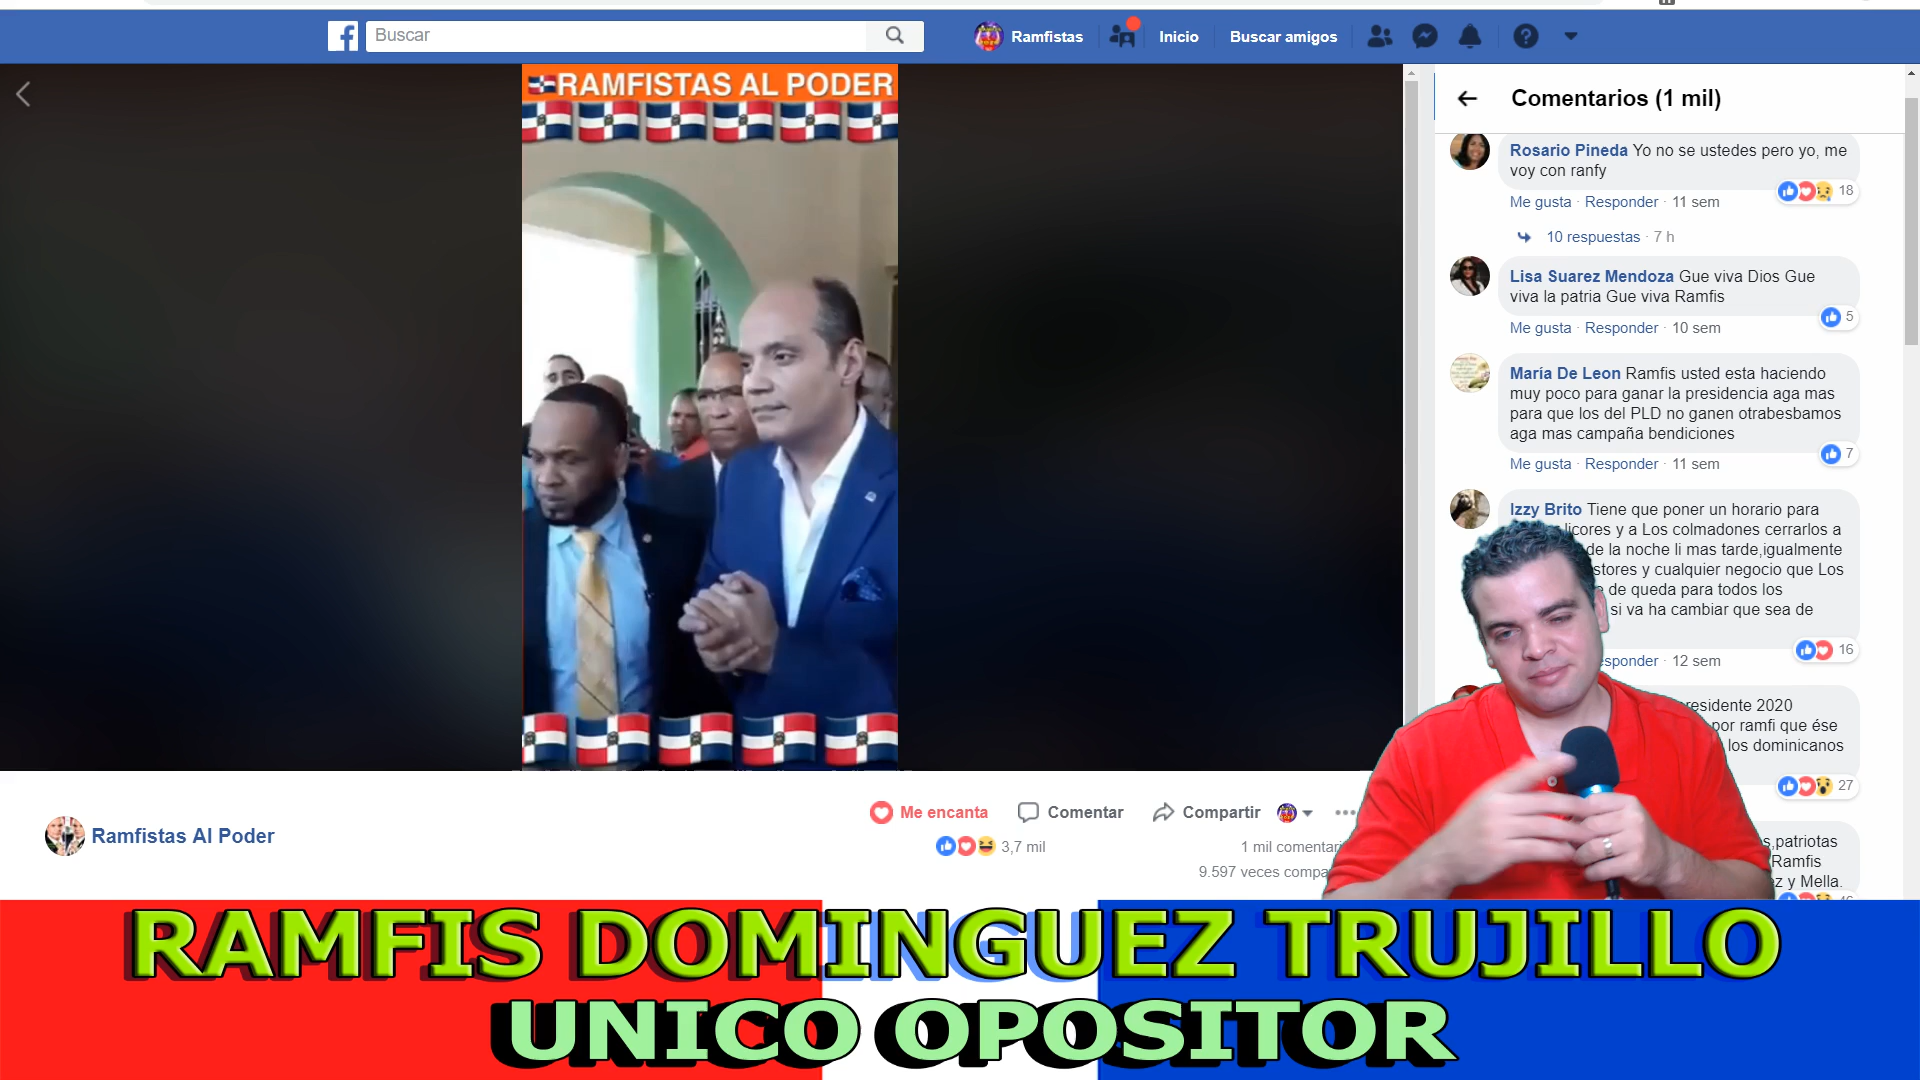 Buscar
Ramfistas
Inicio
Buscar amigos
RAMFISTAS AL PODER
Comentarios (1 mil)
Rosario Pineda Yo no se ustedes pero yo, me
voy con ranfy
18
Me gusta · Responder · 11 sem
10 respuestas · 7 h
Lisa Suarez Mendoza Gue viva Dios Gue
viva la patria Gue viva Ramfis
5
Me gusta · Responder · 10 sem
María De Leon Ramfis usted esta haciendo
muy poco para ganar la presidencia aga mas
para que los del PLD no ganen otrabesbamos
aga mas campaña bendiciones
7
Me gusta · Responder · 11 sem
Izzy Brito Tiene que poner un horario para
licores y a Los colmadones cerrarlos a
de la noche li mas tarde,igualmente
stores y cualquier negocio que Los
de queda para todos los
si va ha cambiar que sea de
16
esponder · 12 sem
residente 2020
por ramfi que ése
los dominicanos
27
s,patriotas
Ramfis
z y Mella.
Me encanta
Comentar
Compartir
Ramfistas Al Poder
3,7 mil
1 mil comentari
9.597 veces compa
RAMFIS DOMINGUEZ TRUJILLO
UNICO OPOSITOR